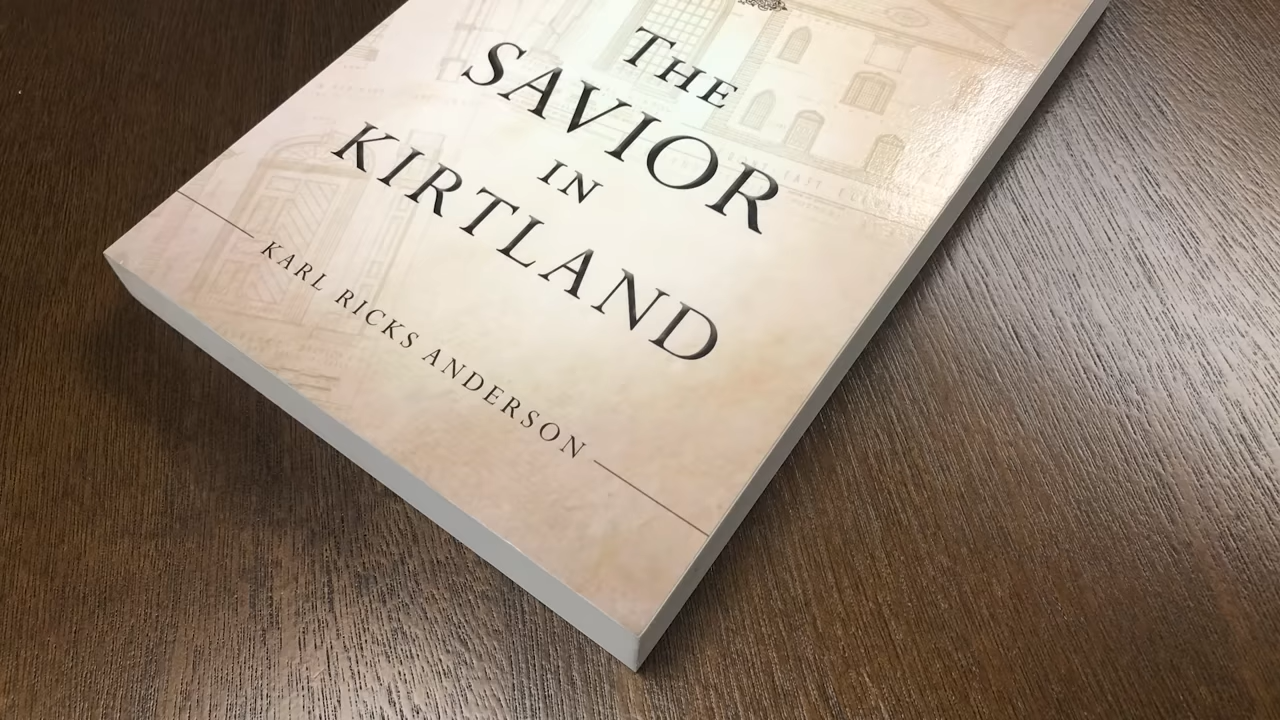 THE
SAVIOR
IN
KIRTLAND
KARL RICKS ANDERSON